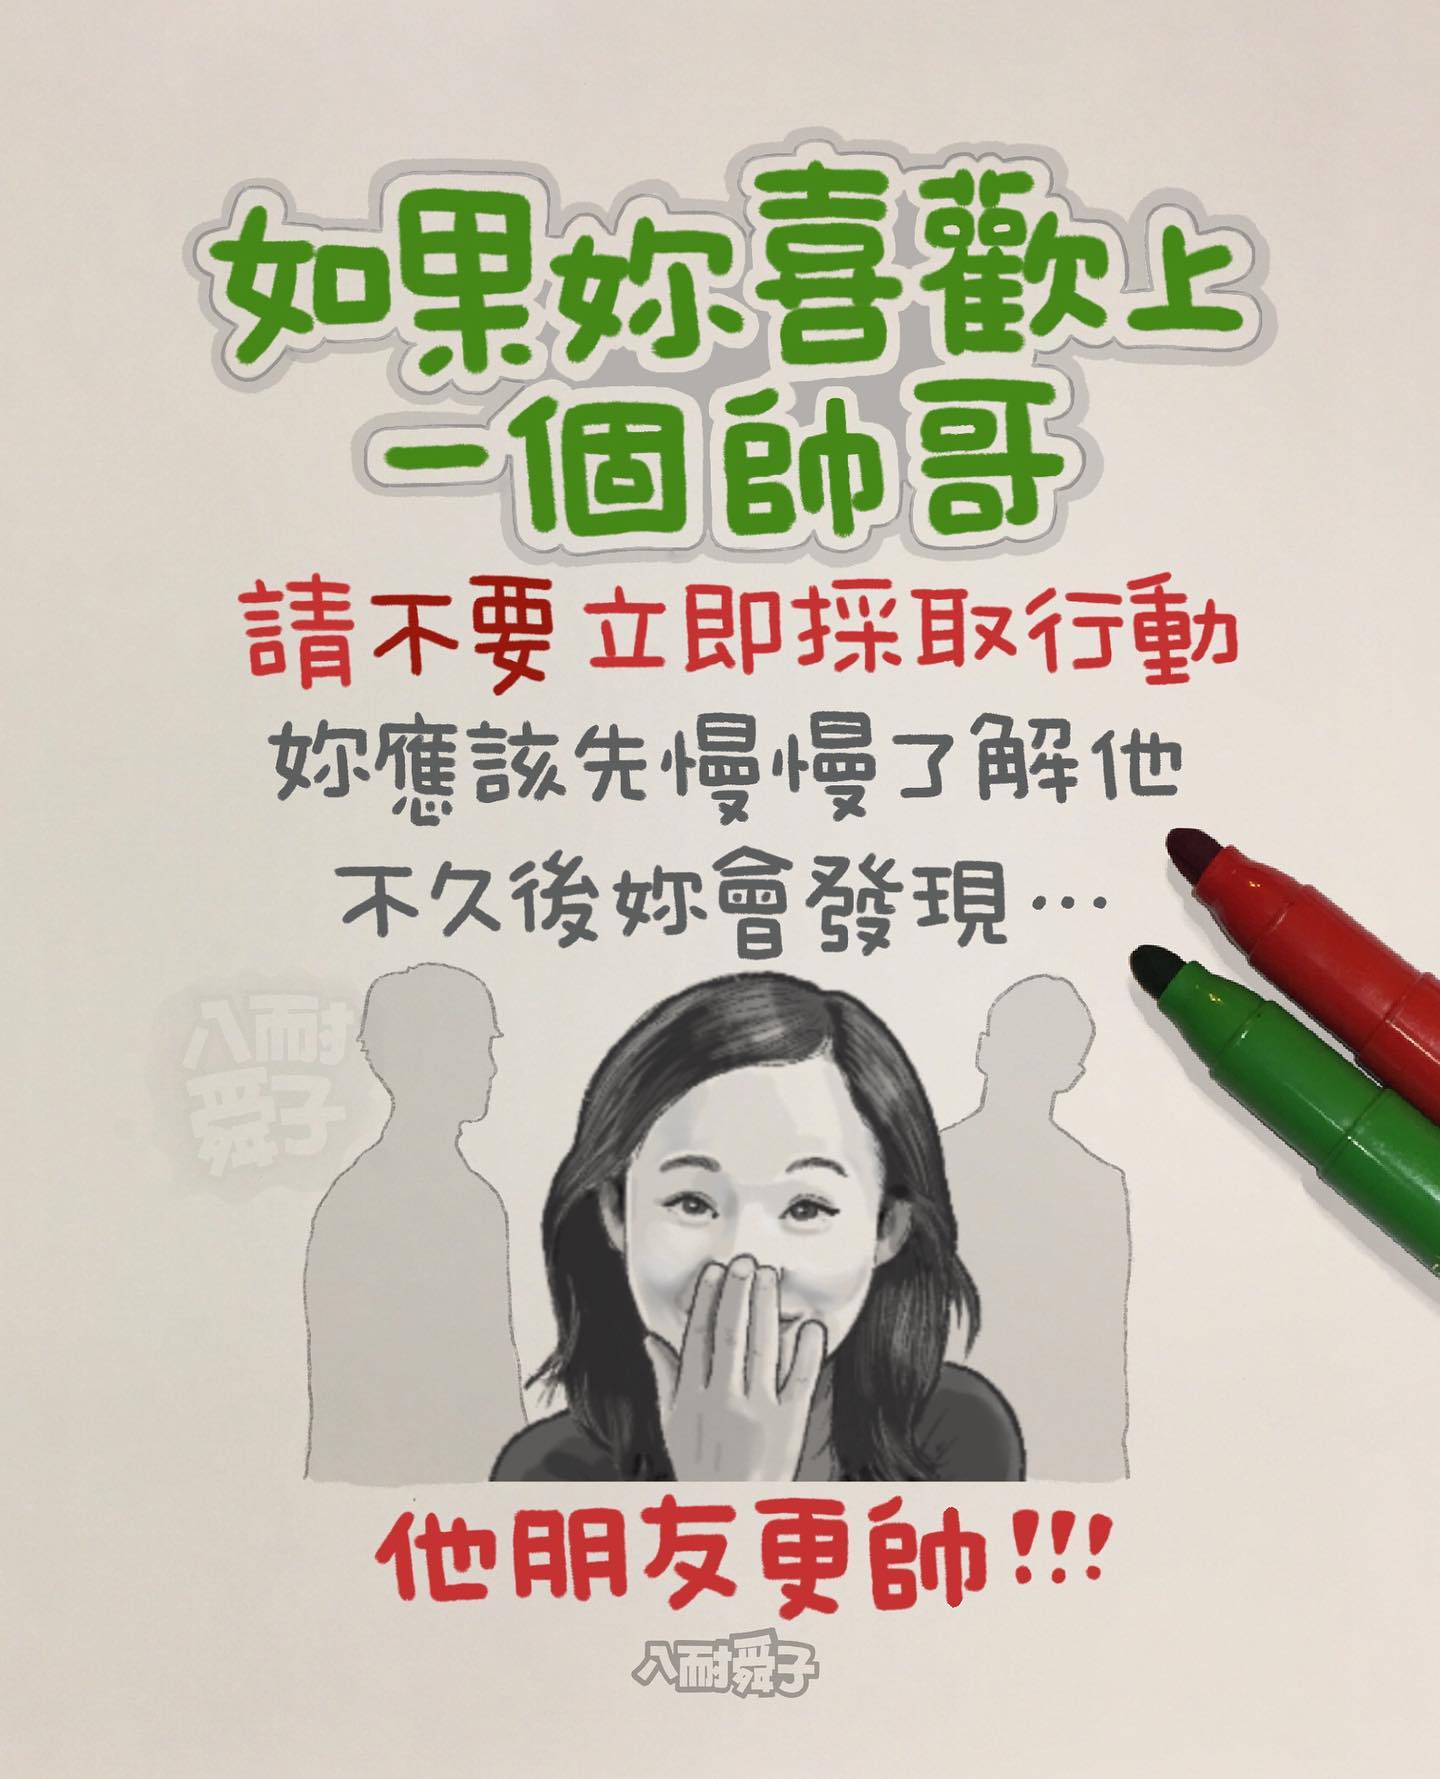 如果妳喜歡上
一個帥哥
請不要立即採取行動
妳應該先慢慢了解他
不久後妳會發現…
八耐
舜子
他朋友更帥!!!
八耐舜子